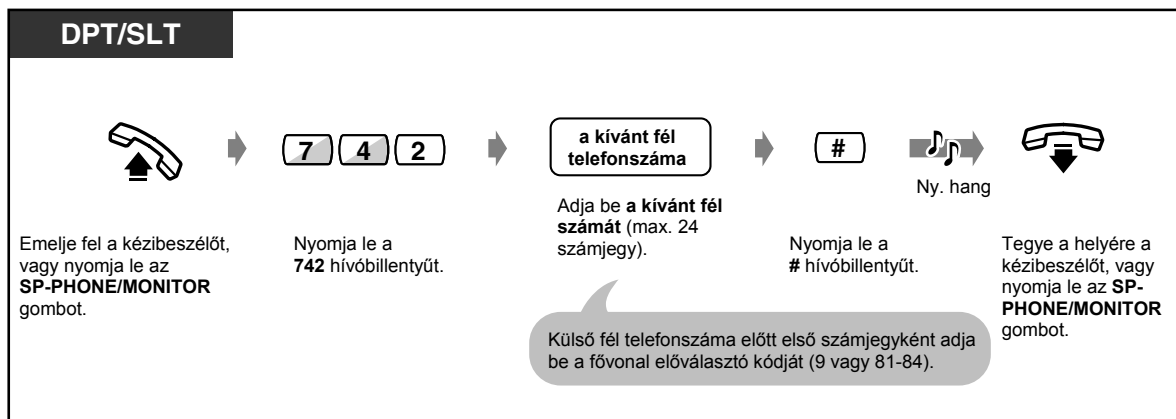 DPT/SLT
7 4 2
a kívánt fél
telefonszáma
#
Ny. hang
Emelje fel a kézibeszélőt,
vagy nyomja le az
SP-PHONE/MONITOR
gombot.
Nyomja le a
742 hívóbillentyűt.
Adja be a kívánt fél
számát (max. 24
számjegy).
Nyomja le a
# hívóbillentyűt.
Tegye a helyére a
kézibeszélőt, vagy
nyomja le az SP-
PHONE/MONITOR
gombot.
Külső fél telefonszáma előtt első számjegyként adja
be a fővonal előválasztó kódját (9 vagy 81-84).